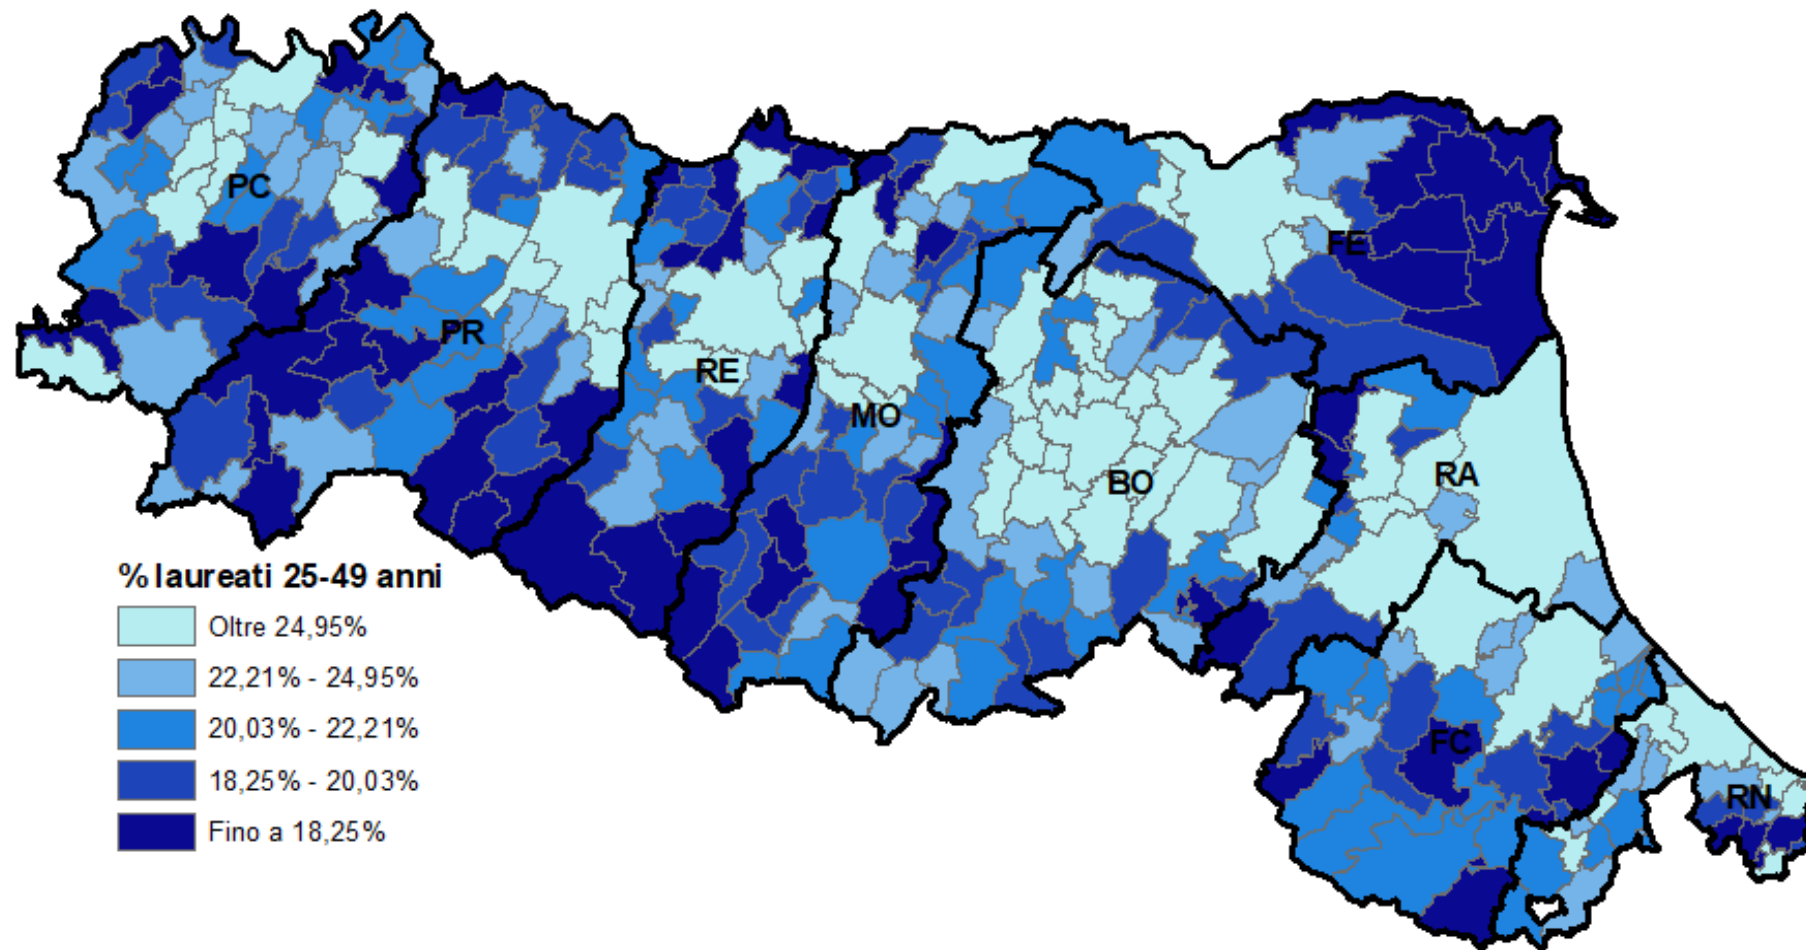 PC
FE
PR
RE
MO
RA
BO
% laureati 25-49 anni
Oltre 24,95%
22,21% - 24,95%
20,03% - 22,21%
18,25% - 20,03%
Fino a 18,25%
FC
RN